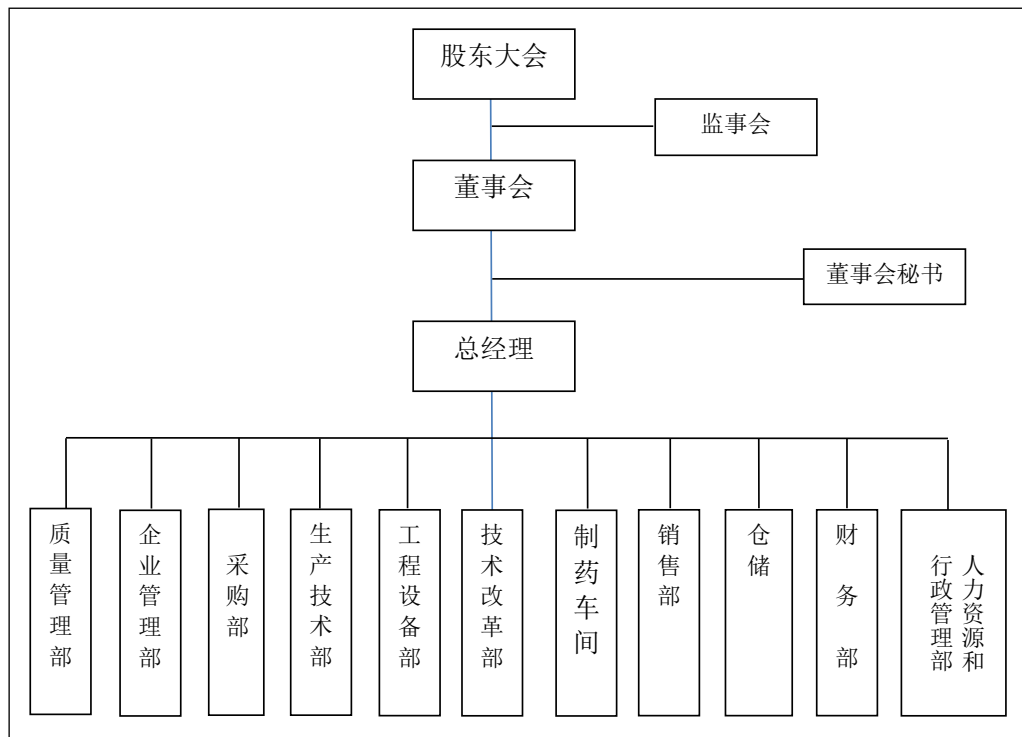 股东大会
监事会
董事会
董事会秘书
总经理
质量管理部
企业管理部
采购部
生产技术部
工程设备部
技术改革部
制药车间
销售部
仓储
财务部
人力资源和
行政管理部